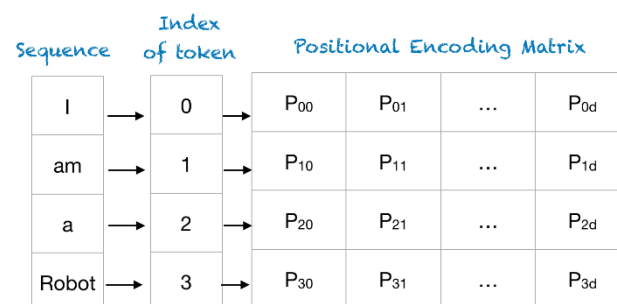 Sequence Index of token Positional Encoding Matrix
I 0 P00 P01 ... P0d
am 1 P10 P11 ... P1d
a 2 P20 P21 ... P2d
Robot 3 P30 P31 ... P3d